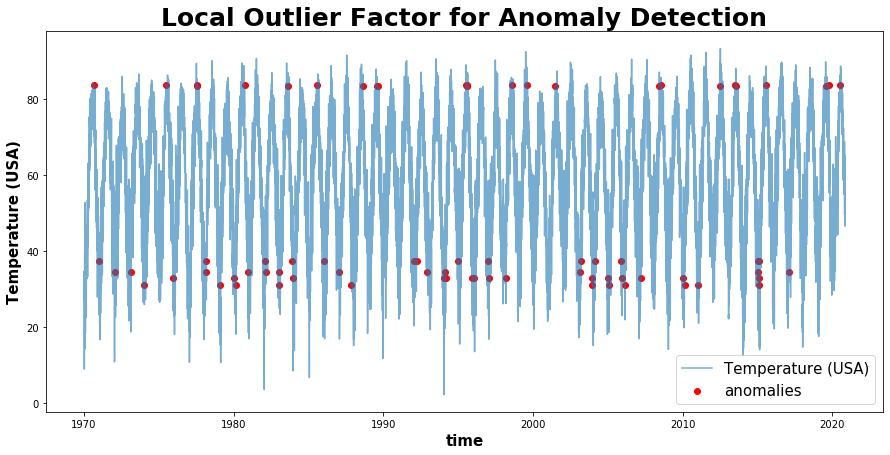 Local Outlier Factor for Anomaly Detection
Temperature (USA)
80
60
40
20
0
Temperature (USA)
anomalies
1970
1980
1990
2000
2010
2020
time